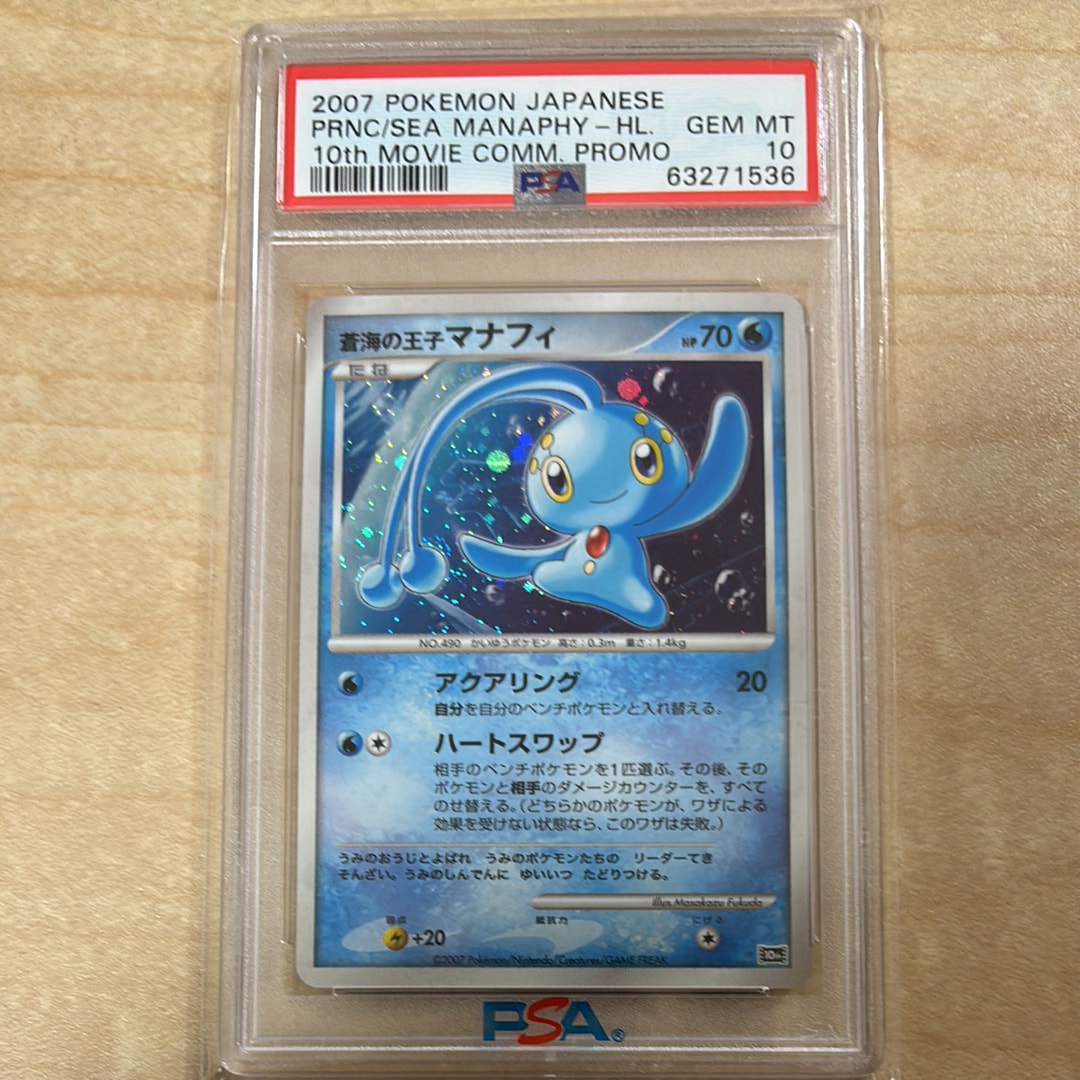 2007 POKEMON JAPANESE
PRNC/SEA MANAPHY-HL. GEM MT
10th MOVIE COMM. PROMO 10
PSA 63271536
蒼海の王子マナフィ HP70
たね
NO.490 かいゆうポケモン 高さ:0.3m 重さ:1.4kg
アクアリング 20
自分を自分のベンチポケモンと入れ替える。
ハートスワップ
相手のベンチポケモンを1匹選ぶ。その後、その
ポケモンと相手のダメージカウンターを、すべて
のせ替える。(どちらかのポケモンが、ワザによる
効果を受けない状態なら、このワザは失敗。)
うみのおうじとよばれ うみのポケモンたちの リーダーてき
そんざい。うみのしんでんに ゆいいつ たどりつける。
Illus.Masakazu Fukuda
弱点 抵抗力 にげる
+20
©2007 Pokémon/Nintendo/Creatures/GAME FREAK
PSA®